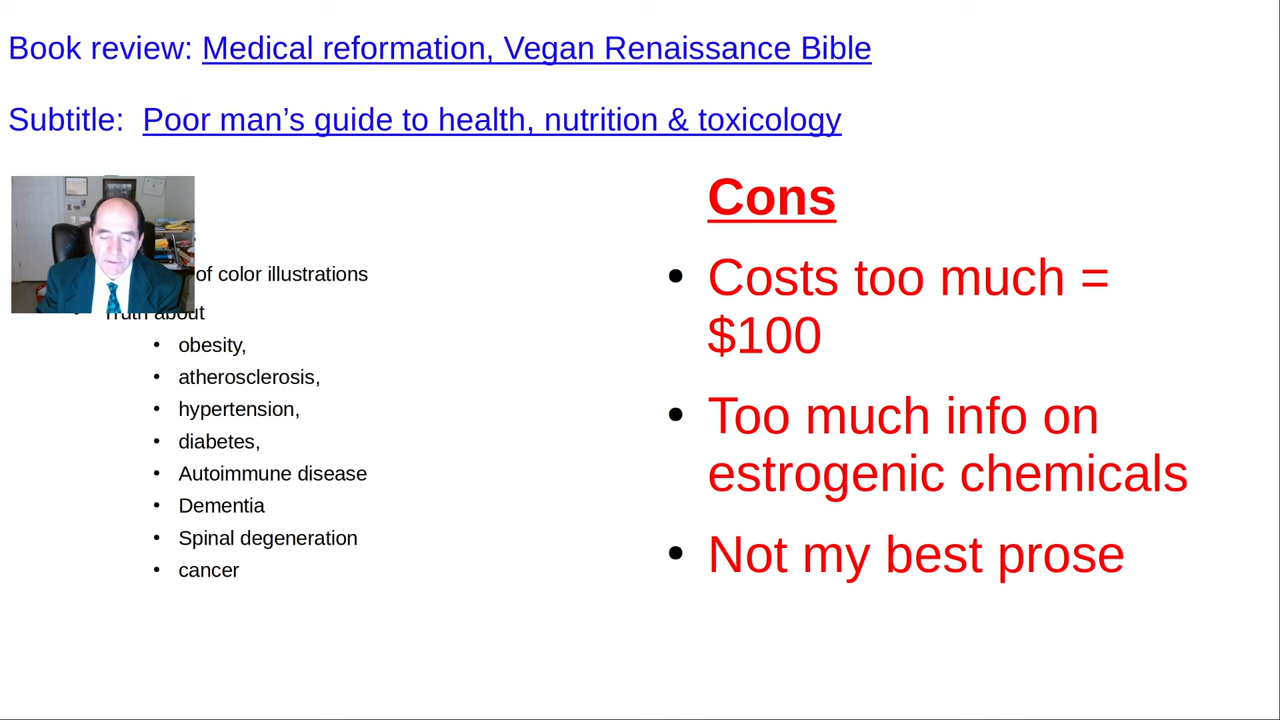 Book review: Medical reformation, Vegan Renaissance Bible
Subtitle: Poor man's guide to health, nutrition & toxicology
of color illustrations
Truth about
obesity,
atherosclerosis,
hypertension,
diabetes,
Autoimmune disease
Dementia
Spinal degeneration
cancer
Cons
Costs too much =
$100
Too much info on
estrogenic chemicals
Not my best prose